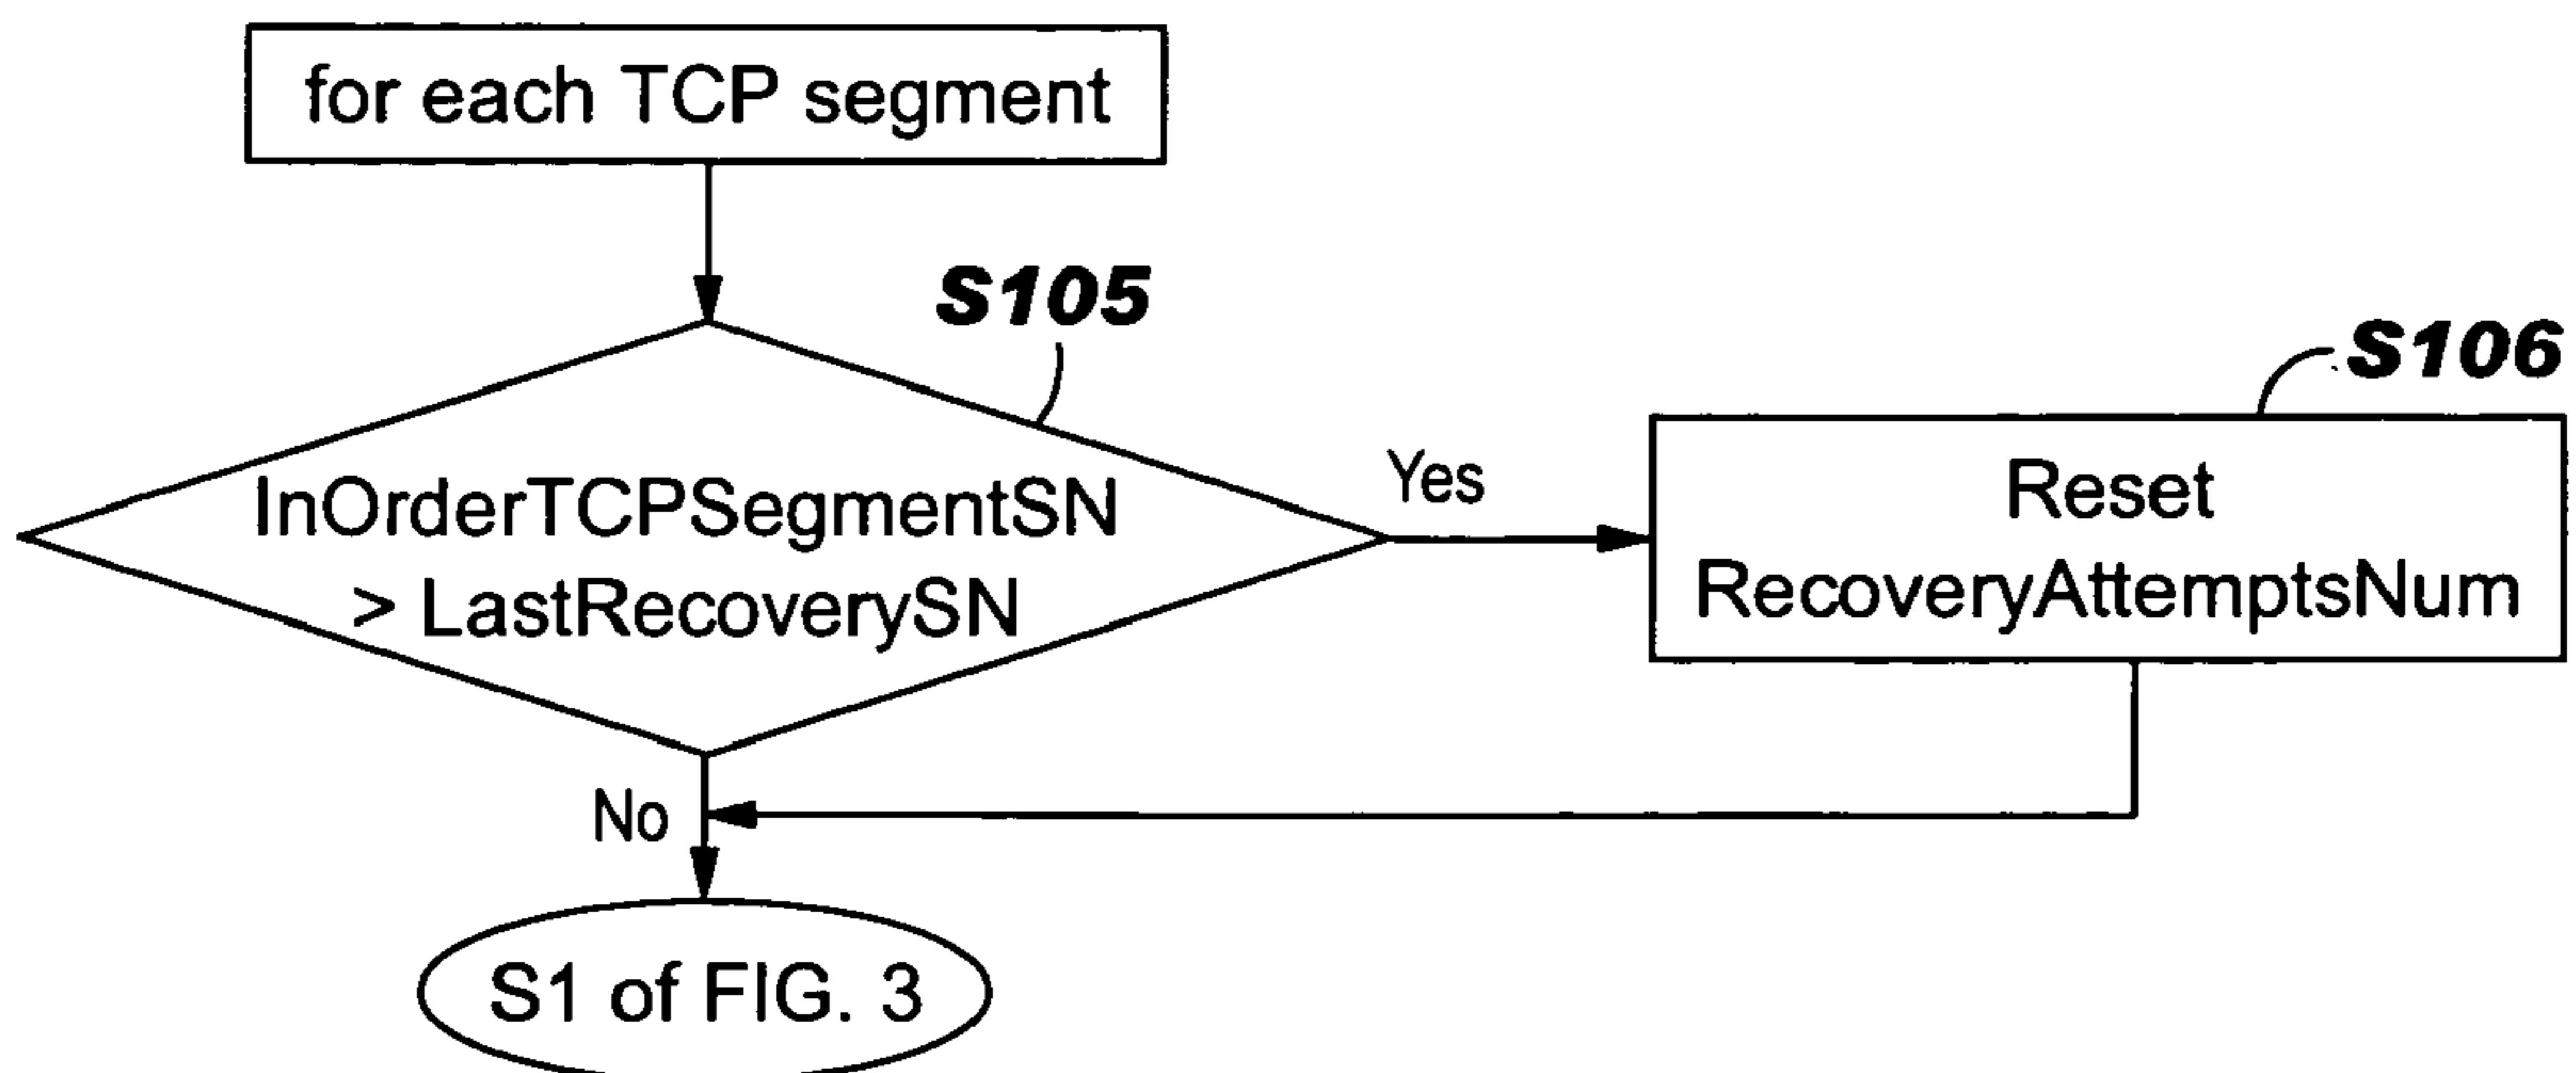 for each TCP segment
S105
S106
InOrderTCPSegmentSN
> LastRecoverySN
Yes
Reset
RecoveryAttemptsNum
No
S1 of FIG. 3